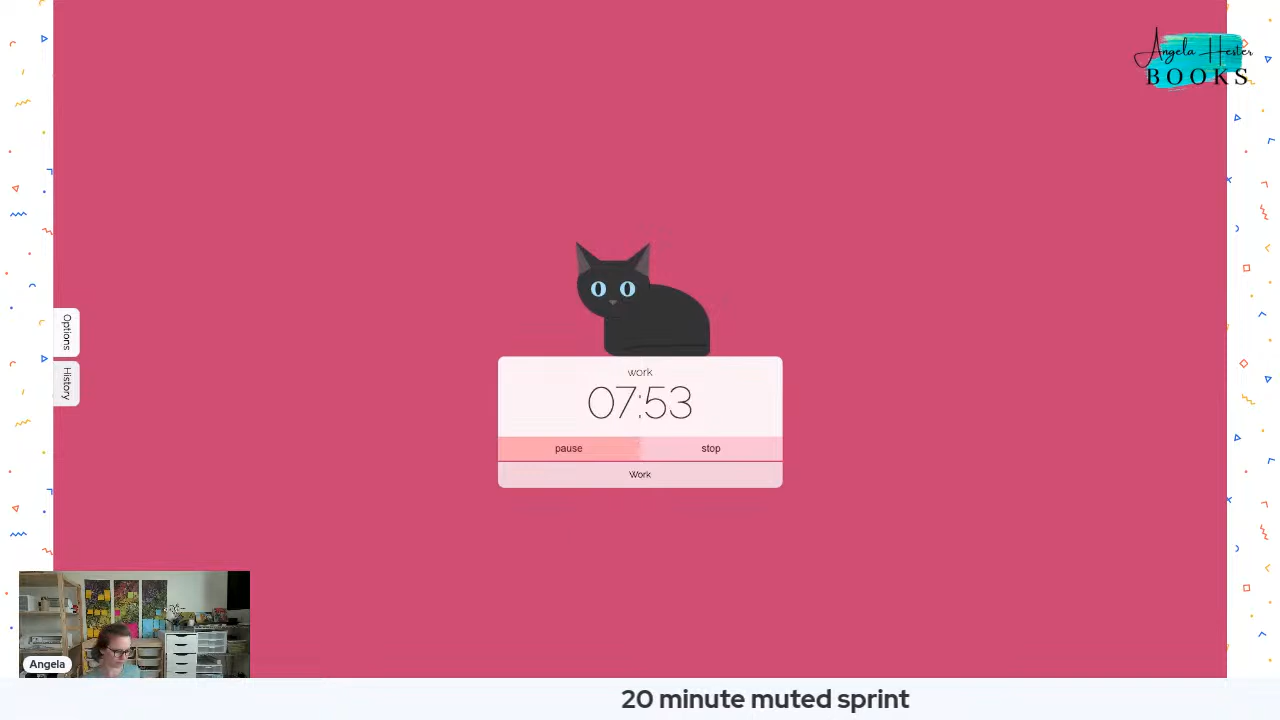 Angela Hester
BOOKS
Options
History
work
07:53
pause
stop
Work
Angela
20 minute muted sprint